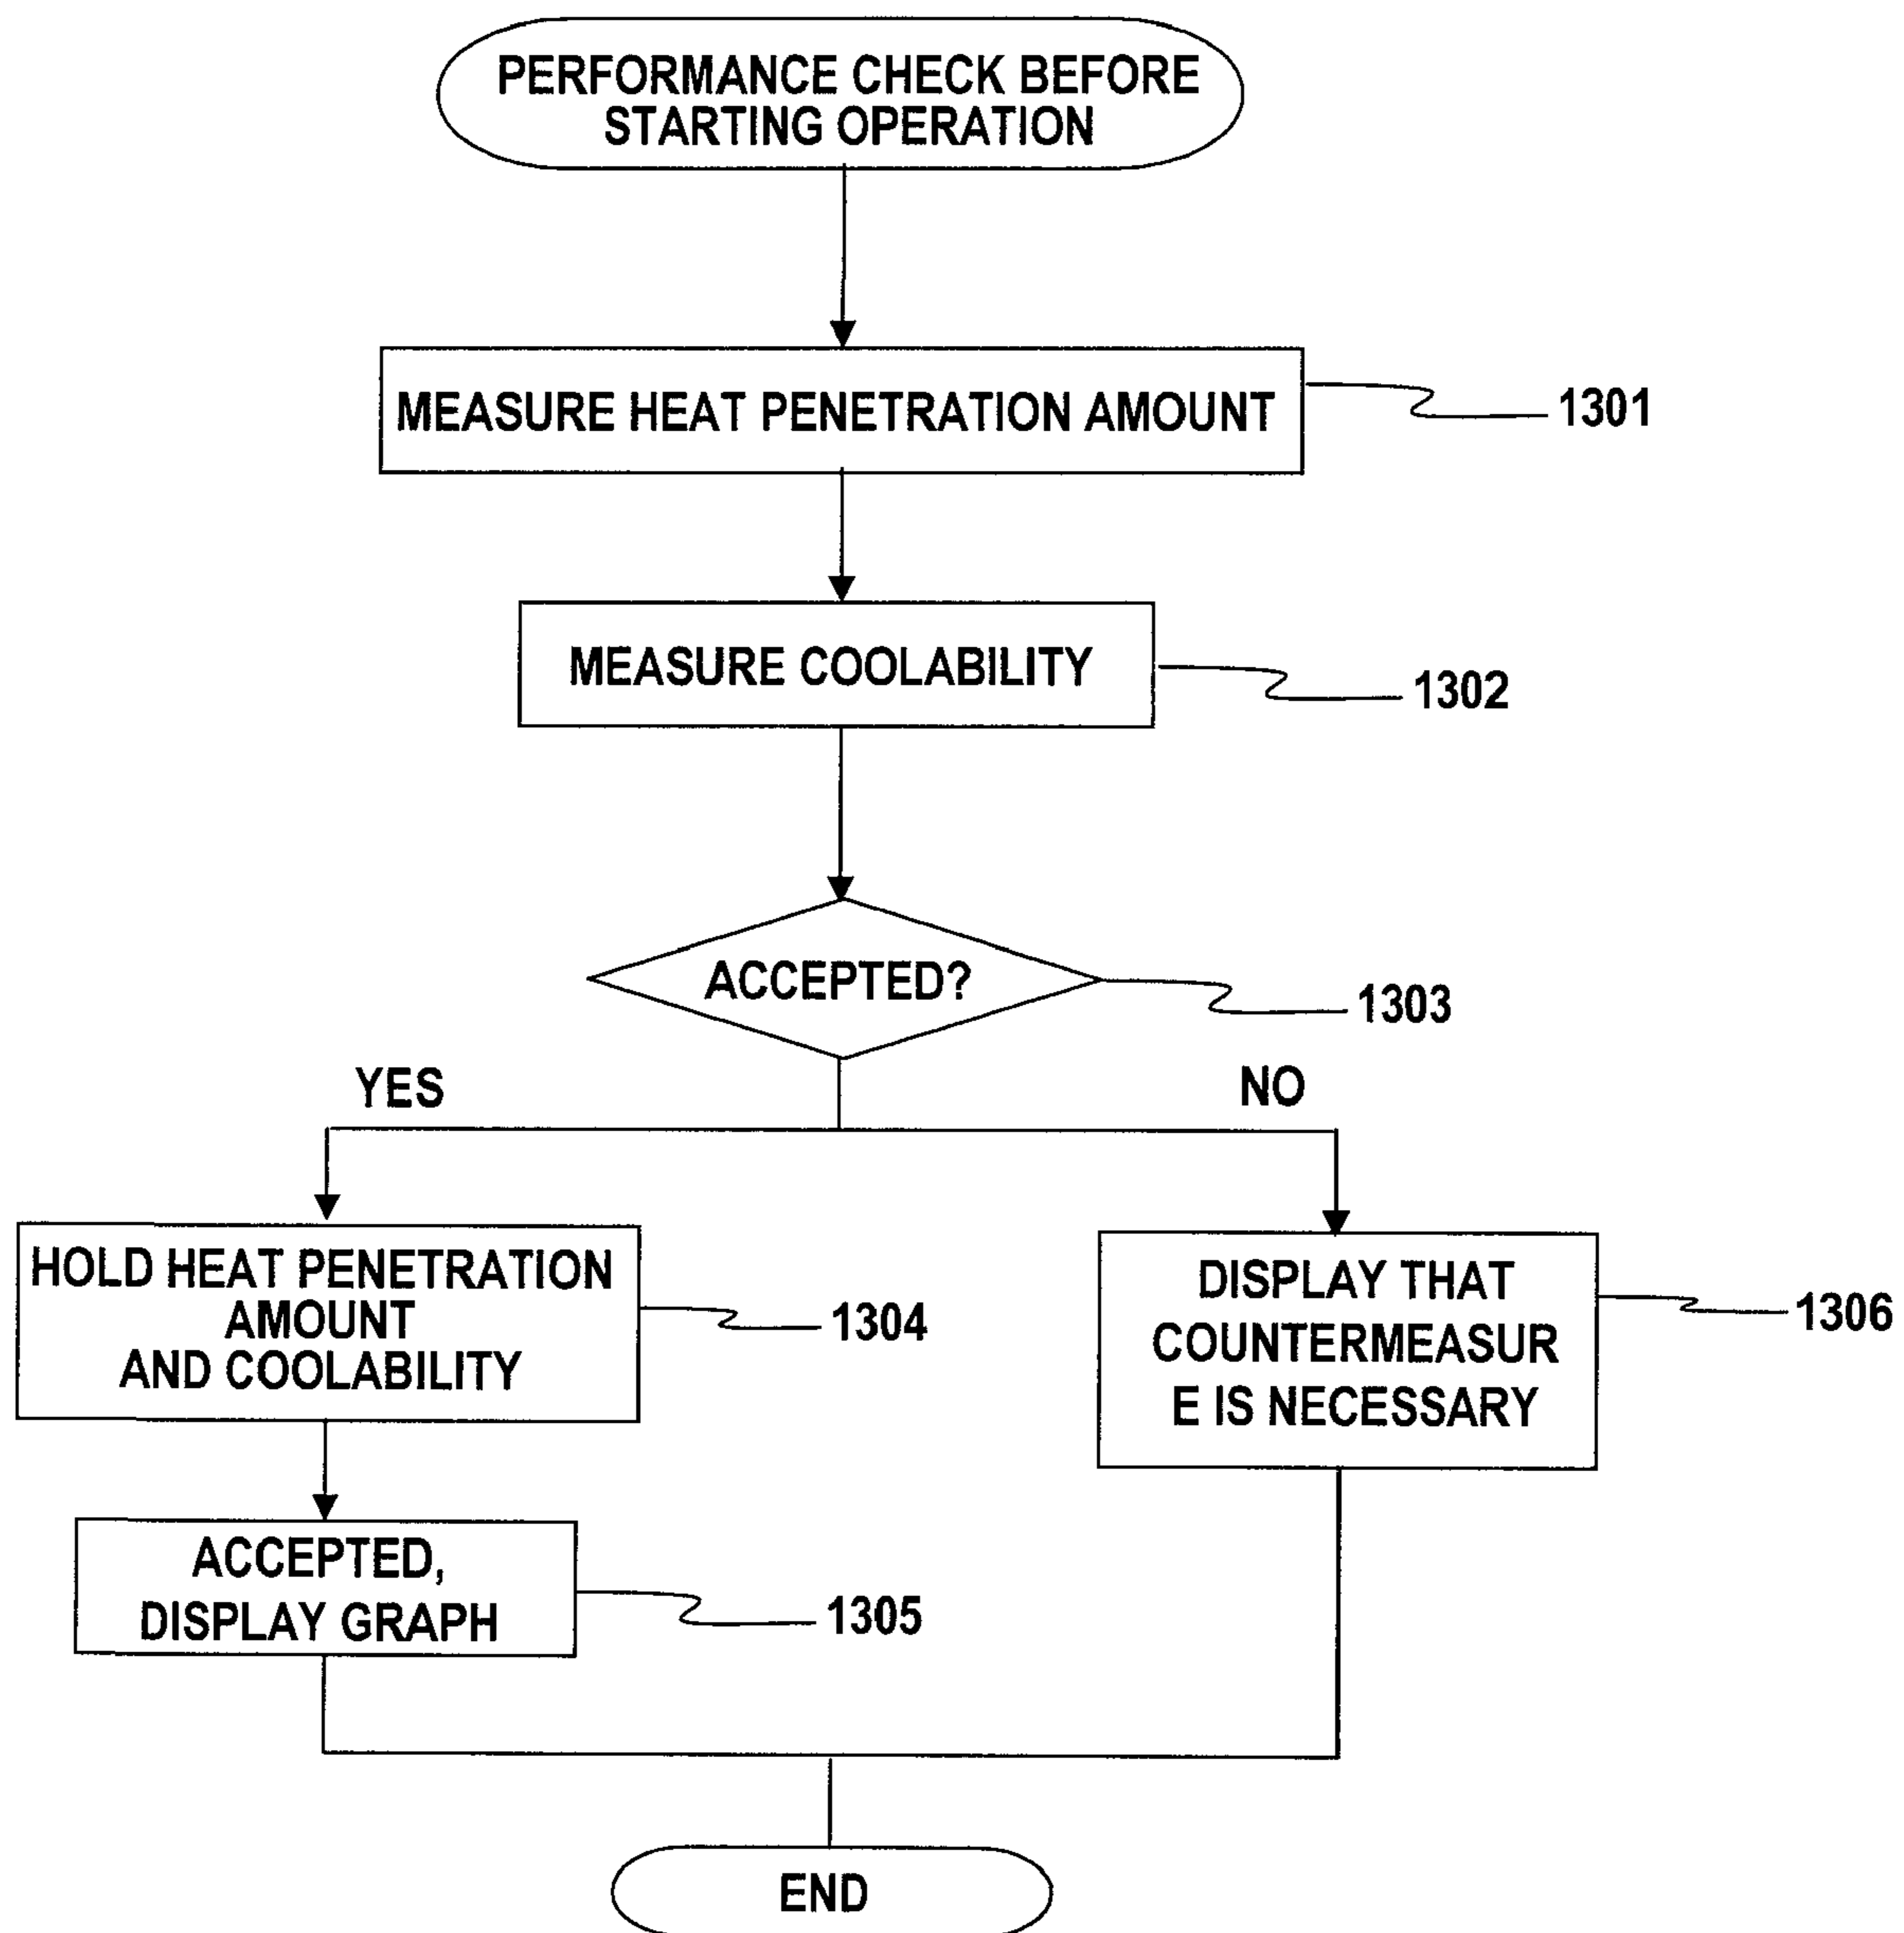 PERFORMANCE CHECK BEFORE
STARTING OPERATION
MEASURE HEAT PENETRATION AMOUNT
1301
MEASURE COOLABILITY
1302
ACCEPTED?
1303
YES
NO
HOLD HEAT PENETRATION
AMOUNT
AND COOLABILITY
1304
DISPLAY THAT
COUNTERMEASUR
E IS NECESSARY
1306
ACCEPTED,
DISPLAY GRAPH
1305
END